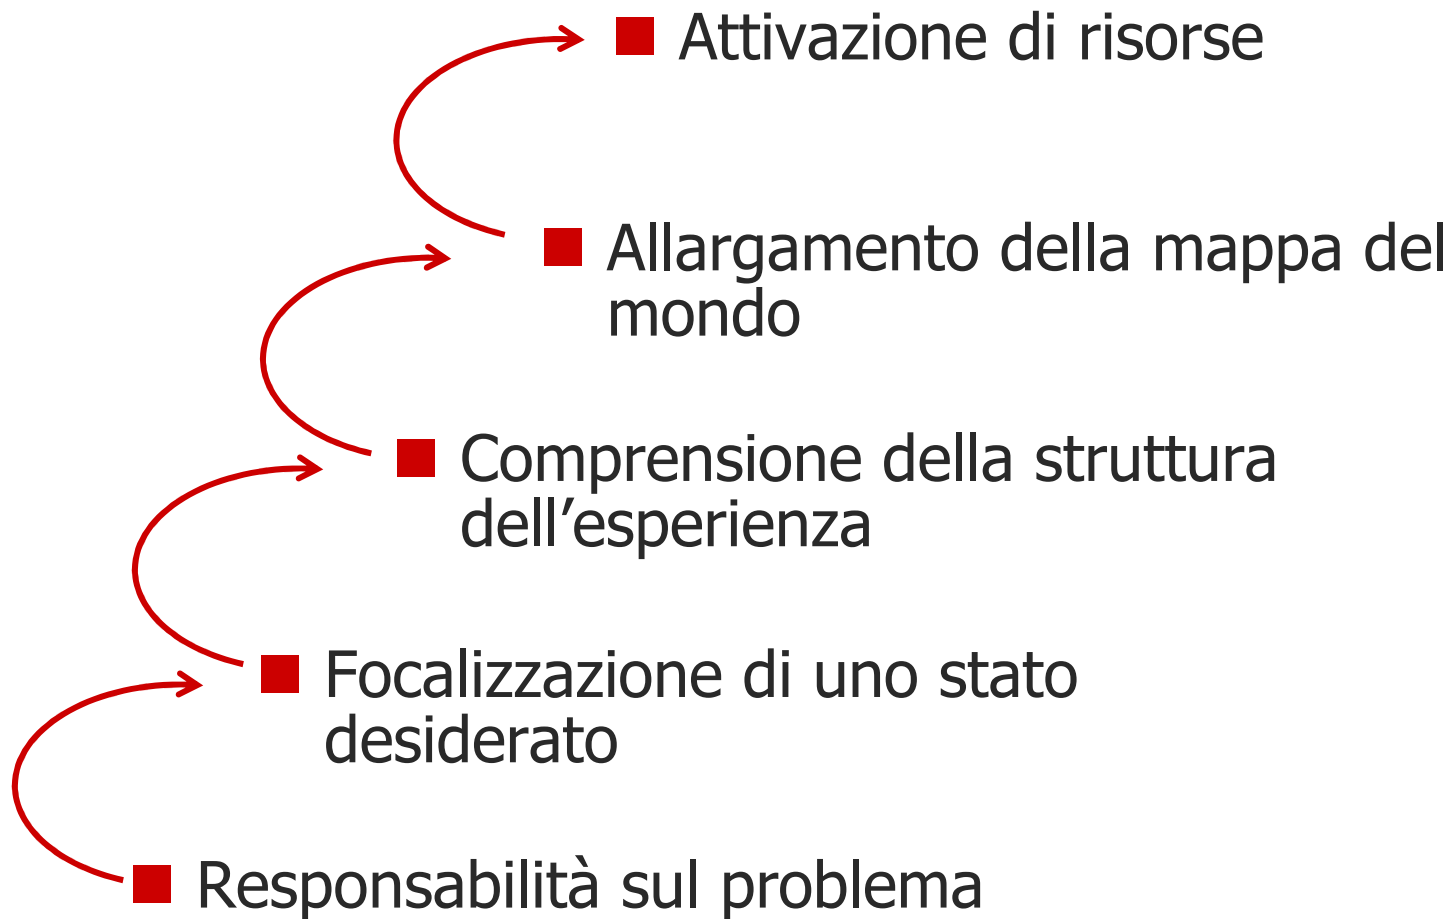 Attivazione di risorse
Allargamento della mappa del
mondo
Comprensione della struttura
dell’esperienza
Focalizzazione di uno stato
desiderato
Responsabilità sul problema